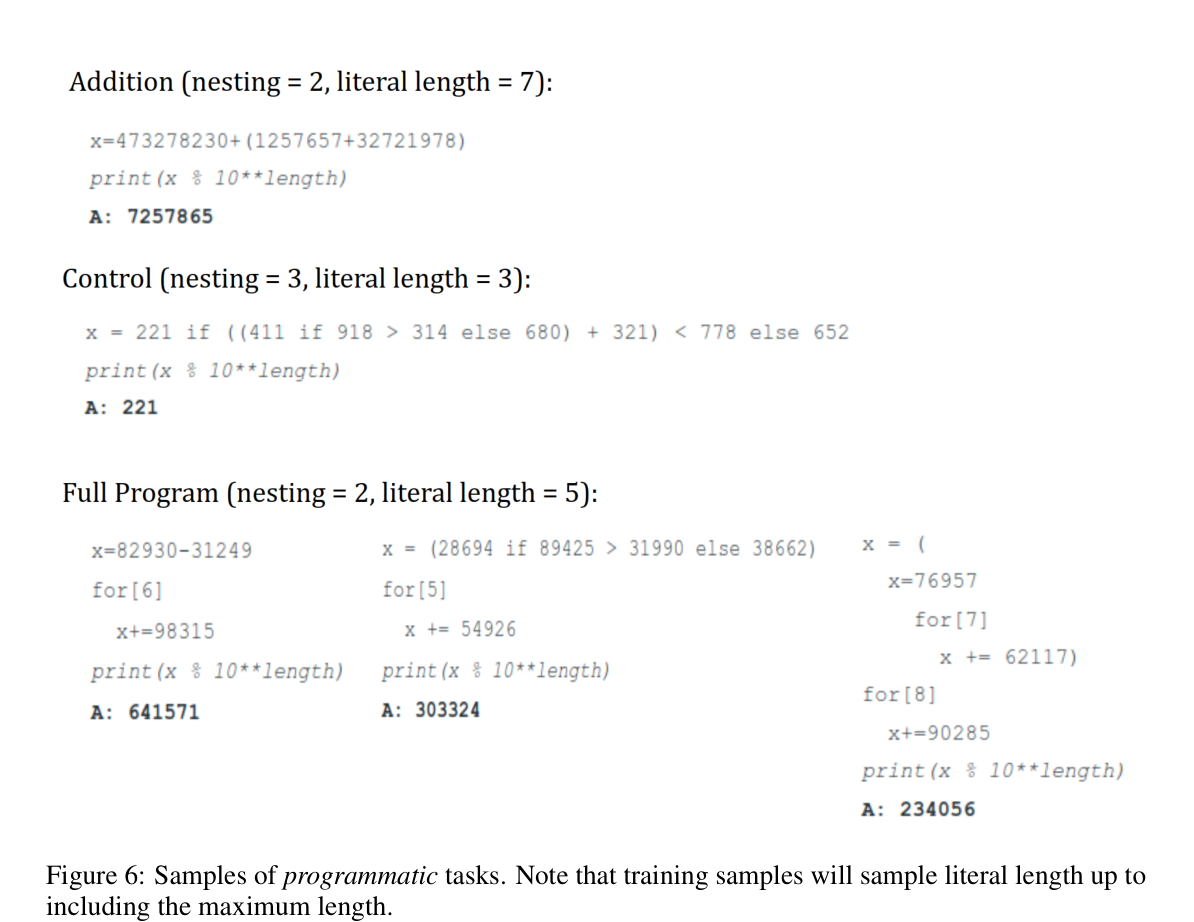 Addition (nesting = 2, literal length = 7):
x=473278230+(1257657+32721978)
print(x % 10**length)
A: 7257865
Control (nesting = 3, literal length = 3):
x = 221 if ((411 if 918 > 314 else 680) + 321) < 778 else 652
print(x % 10**length)
A: 221
Full Program (nesting = 2, literal length = 5):
x=82930-31249
for[6]
x+=98315
print(x % 10**length)
A: 641571
x = (28694 if 89425 > 31990 else 38662)
for[5]
x += 54926
print(x % 10**length)
A: 303324
x = (
x=76957
for[7]
x += 62117)
for[8]
x+=90285
print(x % 10**length)
A: 234056
Figure 6: Samples of programmatic tasks. Note that training samples will sample literal length up to
including the maximum length.